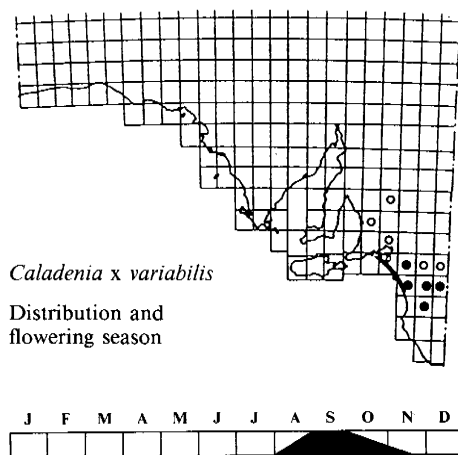 Caladenia x variabilis
Distribution and
flowering season
J F M A M J J A S O N D